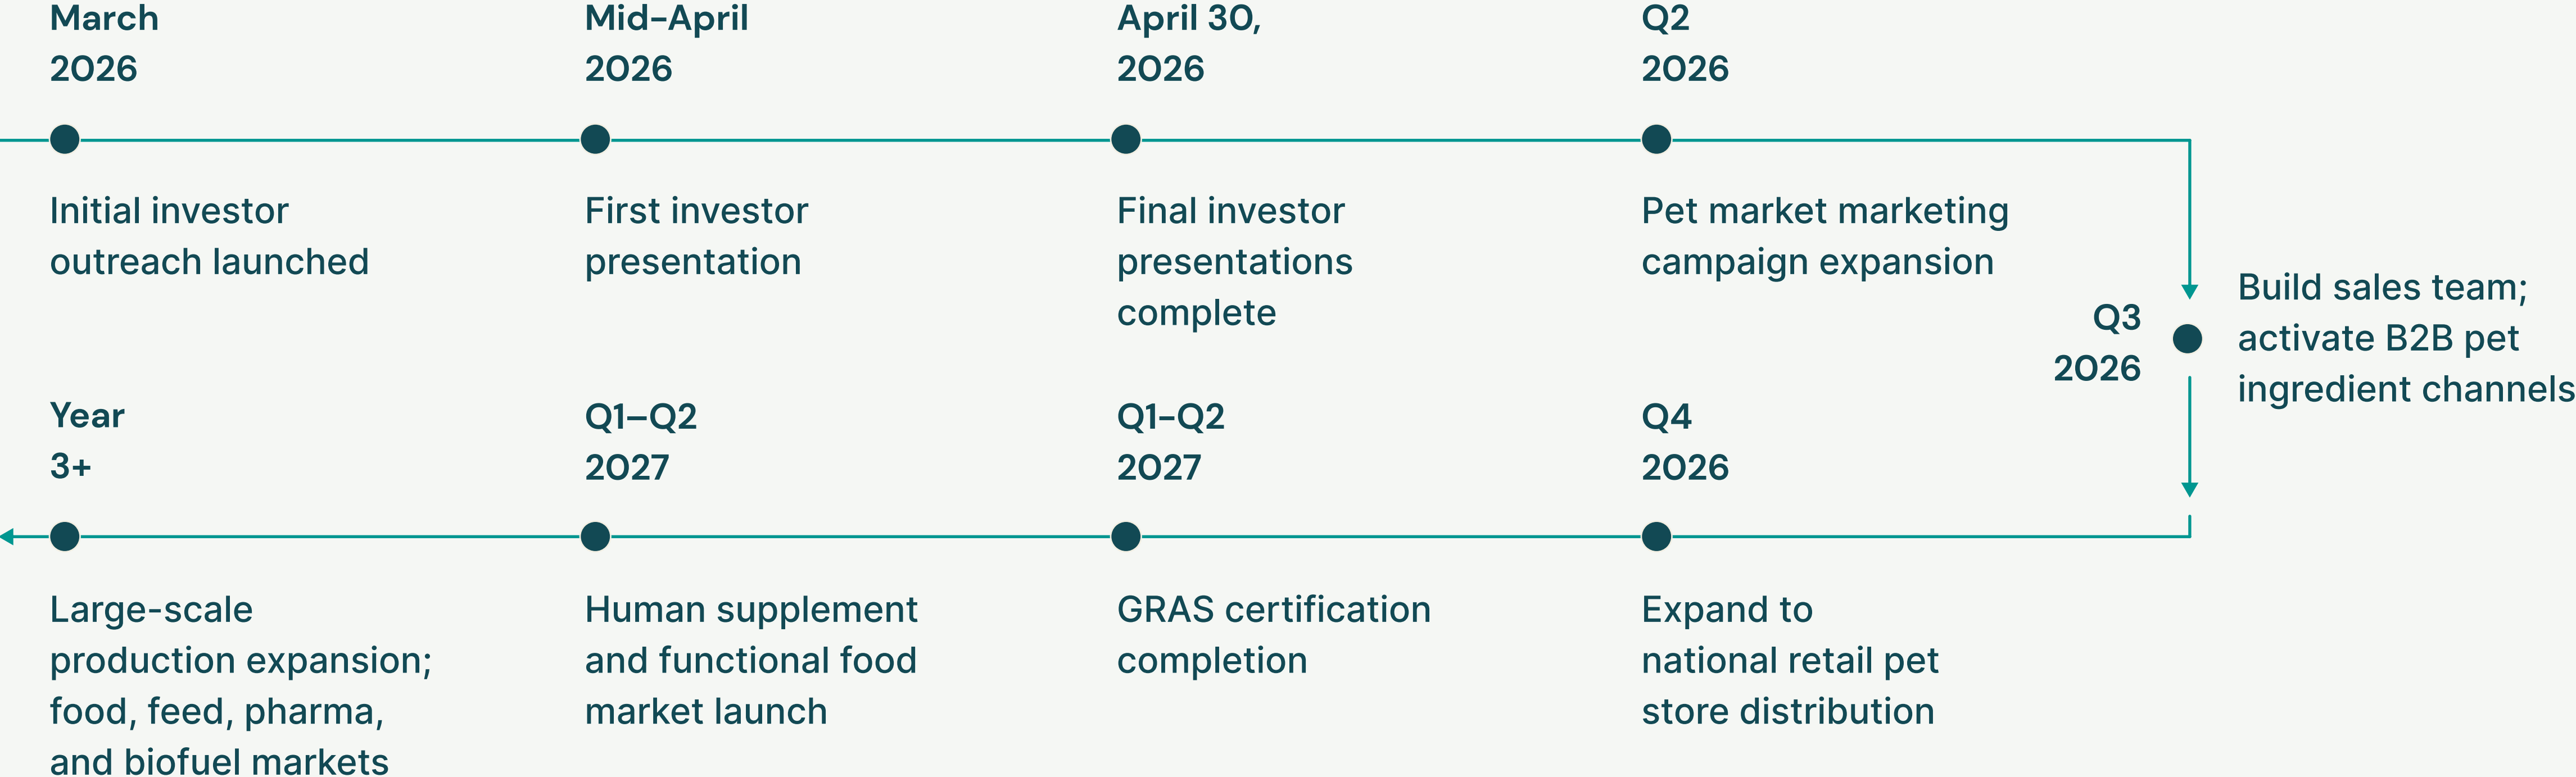 March
2026
Initial investor
outreach launched
Mid-April
2026
First investor
presentation
April 30,
2026
Final investor
presentations
complete
Q2
2026
Pet market marketing
campaign expansion
Q3
2026
Build sales team;
activate B2B pet
ingredient channels
Q4
2026
Expand to
national retail pet
store distribution
Q1-Q2
2027
GRAS certification
completion
Q1–Q2
2027
Human supplement
and functional food
market launch
Year
3+
Large-scale
production expansion;
food, feed, pharma,
and biofuel markets